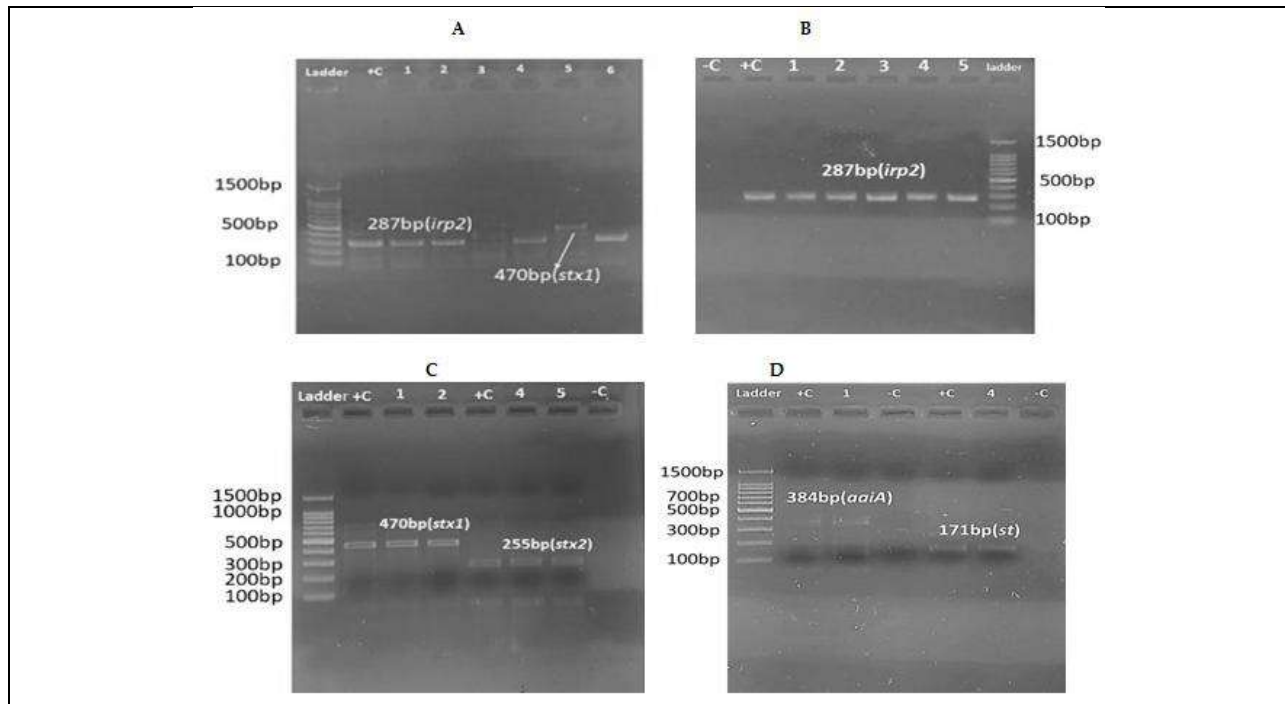 A
Ladder +C 1 2 3 4 5 6
1500bp
500bp
100bp
287bp(irp2)
470bp(stx1)
B
-C +C 1 2 3 4 5 ladder
287bp(irp2)
1500bp
500bp
100bp
C
Ladder +C 1 2 +C 4 5 -C
1500bp
1000bp
500bp
300bp
200bp
100bp
470bp(stx1)
255bp(stx2)
D
Ladder +C 1 -C +C 4 -C
1500bp
700bp
500bp
300bp
100bp
384bp(aaiA)
171bp(st)